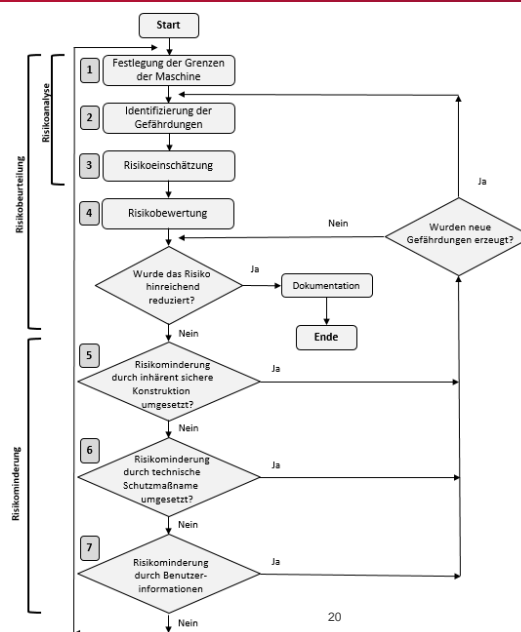 Start
1
Festlegung der Grenzen
der Maschine
2
Identifizierung der
Gefährdungen
3
Risikoeinschätzung
4
Risikobewertung
Risikoanalyse
Risikobeurteilung
Ja
Nein
Wurden neue
Gefährdungen erzeugt?
Wurde das Risiko
hinreichend
reduziert?
Ja
Dokumentation
Ende
Nein
5
Risikominderung
durch inhärent sichere
Konstruktion
umgesetzt?
Ja
Nein
6
Risikominderung
durch technische
Schutzmaßname
umgesetzt?
Ja
Nein
7
Risikominderung
durch Benutzer-
informationen
Ja
Nein
Risikominderung
20